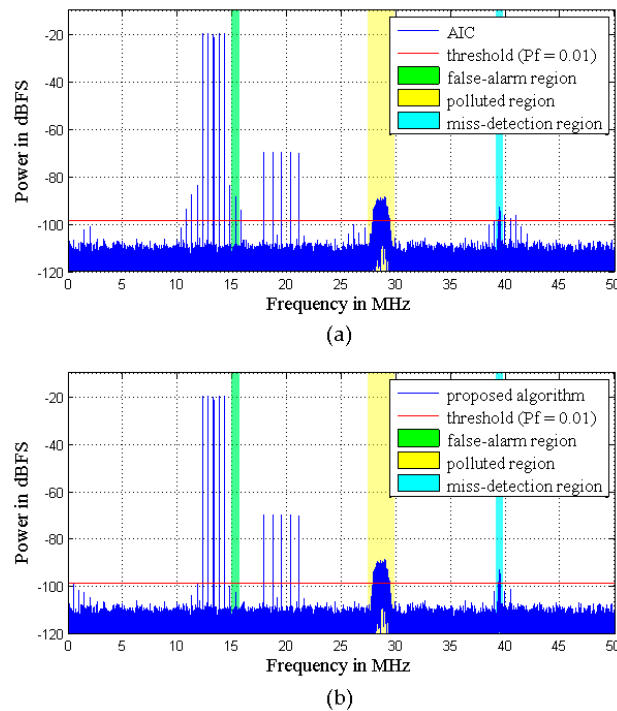 -20
-40
-60
-80
-100
-120
Power in dBFS
AIC
threshold (Pf = 0.01)
false-alarm region
polluted region
miss-detection region
0 5 10 15 20 25 30 35 40 45 50
Frequency in MHz
(a)
-20
-40
-60
-80
-100
-120
Power in dBFS
proposed algorithm
threshold (Pf = 0.01)
false-alarm region
polluted region
miss-detection region
0 5 10 15 20 25 30 35 40 45 50
Frequency in MHz
(b)